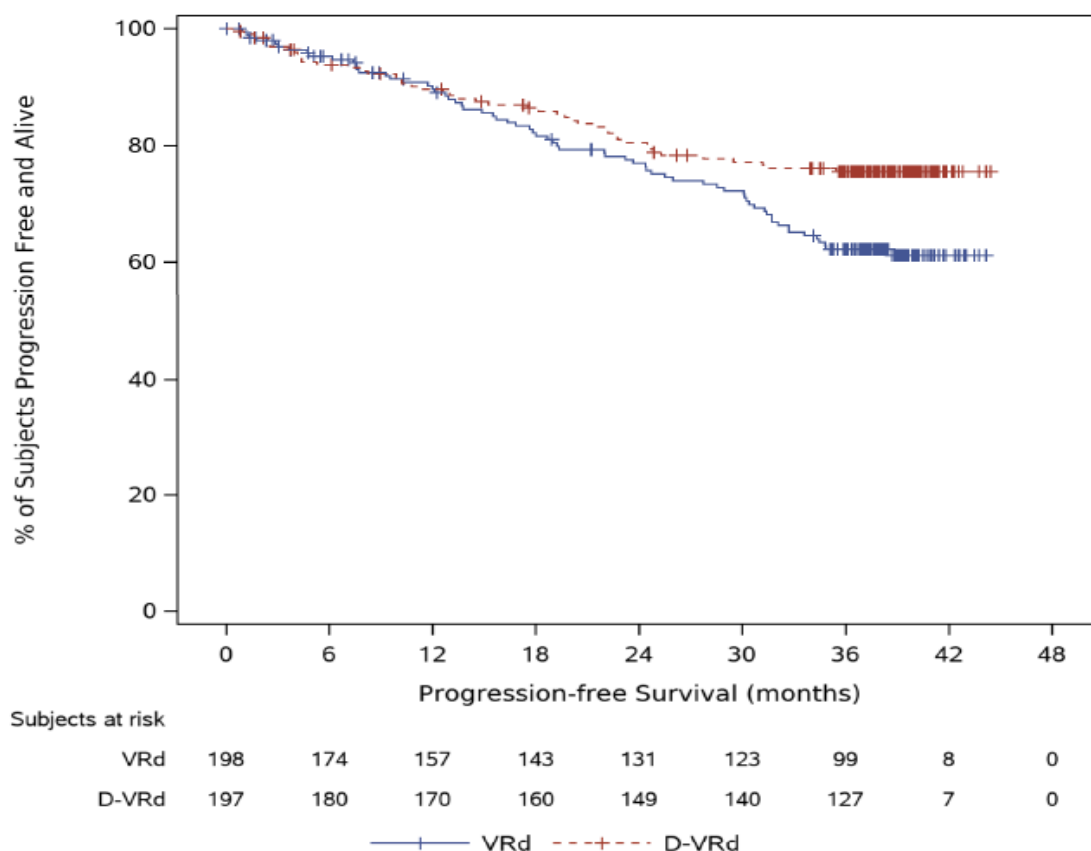 % of Subjects Progression Free and Alive
100
80
60
40
20
0
0 6 12 18 24 30 36 42 48
Progression-free Survival (months)
Subjects at risk
VRd 198 174 157 143 131 123 99 8 0
D-VRd 197 180 170 160 149 140 127 7 0
VRd D-VRd